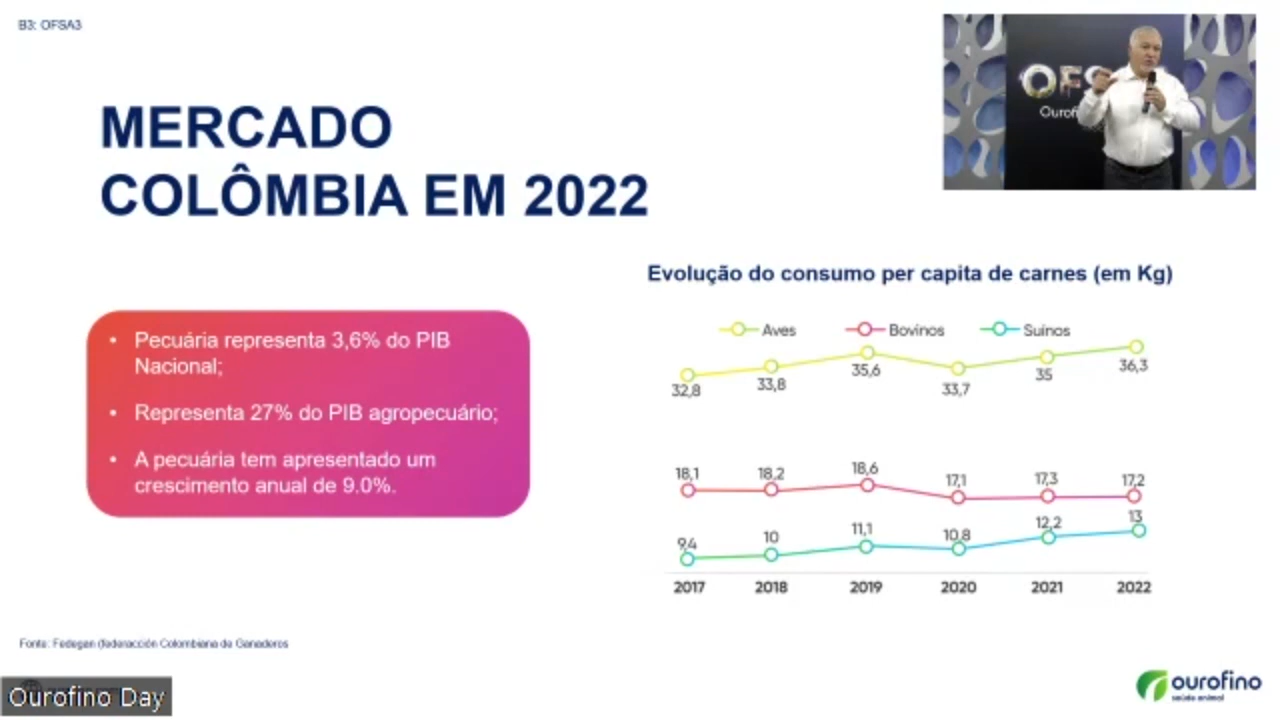 B3: OFSA3
OFS
Ourofi
MERCADO
COLÔMBIA EM 2022
Evolução do consumo per capita de carnes (em Kg)
Aves Bovinos Suínos
• Pecuária representa 3,6% do PIB
Nacional;
• Representa 27% do PIB agropecuário;
• A pecuária tem apresentado um
crescimento anual de 9.0%.
32,8 33,8 35,6 33,7 35 36,3
18,1 18,2 18,6 17,1 17,3 17,2
9,4 10 11,1 10,8 12,2 13
2017 2018 2019 2020 2021 2022
Fonte: Fedegan (federacción Colombiana de Ganaderos
Ourofino Day
ourofino
saúde animal